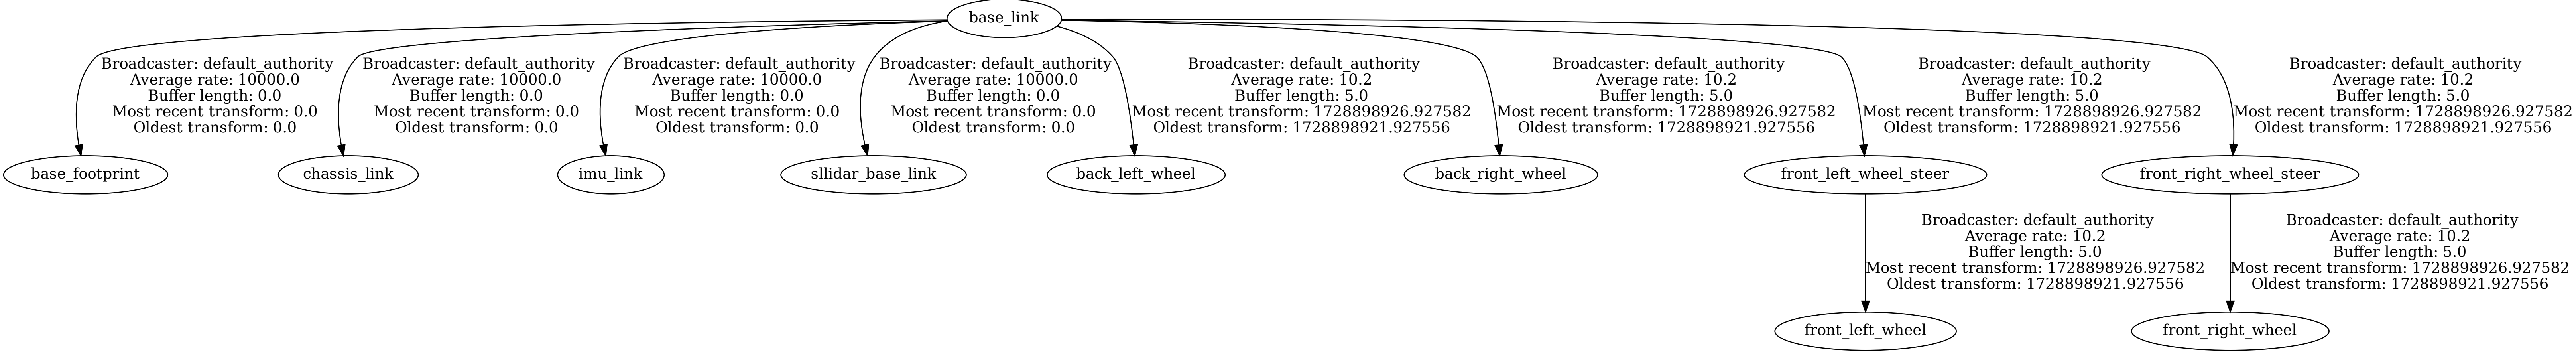 base_link
Broadcaster: default_authority
Average rate: 10000.0
Buffer length: 0.0
Most recent transform: 0.0
Oldest transform: 0.0
Broadcaster: default_authority
Average rate: 10000.0
Buffer length: 0.0
Most recent transform: 0.0
Oldest transform: 0.0
Broadcaster: default_authority
Average rate: 10000.0
Buffer length: 0.0
Most recent transform: 0.0
Oldest transform: 0.0
Broadcaster: default_authority
Average rate: 10000.0
Buffer length: 0.0
Most recent transform: 0.0
Oldest transform: 0.0
Broadcaster: default_authority
Average rate: 10.2
Buffer length: 5.0
Most recent transform: 1728898926.927582
Oldest transform: 1728898921.927556
Broadcaster: default_authority
Average rate: 10.2
Buffer length: 5.0
Most recent transform: 1728898926.927582
Oldest transform: 1728898921.927556
Broadcaster: default_authority
Average rate: 10.2
Buffer length: 5.0
Most recent transform: 1728898926.927582
Oldest transform: 1728898921.927556
Broadcaster: default_authority
Average rate: 10.2
Buffer length: 5.0
Most recent transform: 1728898926.927582
Oldest transform: 1728898921.927556
base_footprint
chassis_link
imu_link
sllidar_base_link
back_left_wheel
back_right_wheel
front_left_wheel_steer
front_right_wheel_steer
Broadcaster: default_authority
Average rate: 10.2
Buffer length: 5.0
Most recent transform: 1728898926.927582
Oldest transform: 1728898921.927556
Broadcaster: default_authority
Average rate: 10.2
Buffer length: 5.0
Most recent transform: 1728898926.927582
Oldest transform: 1728898921.927556
front_left_wheel
front_right_wheel